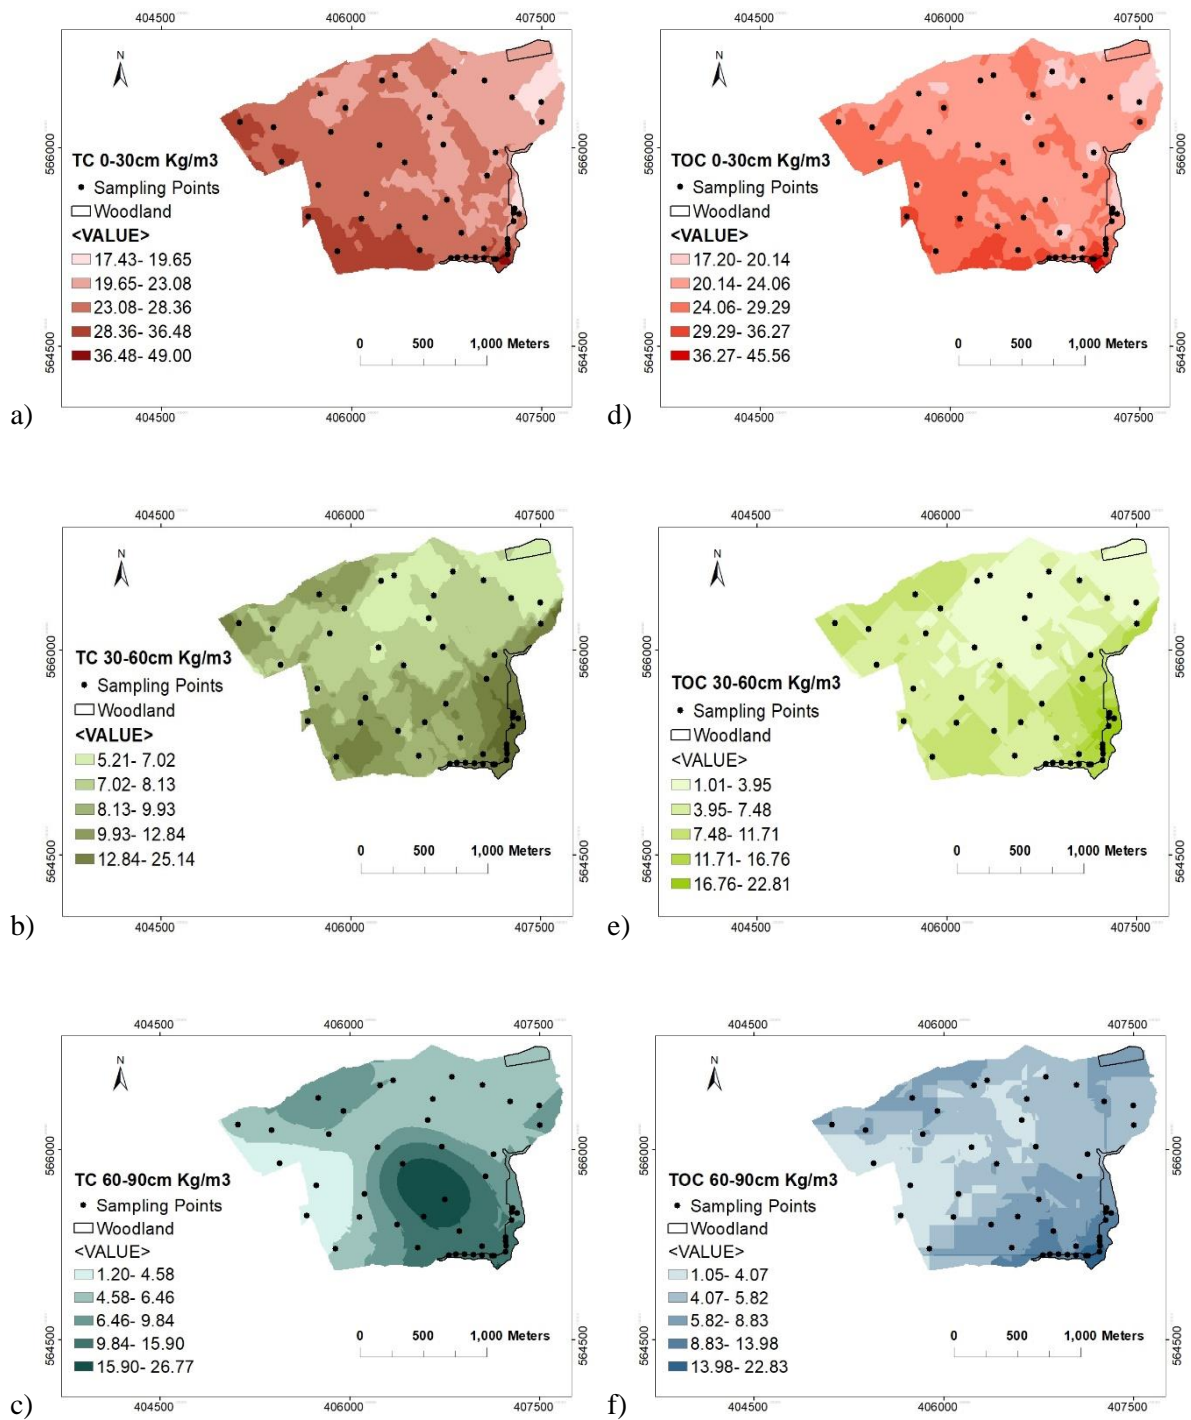 404500 406000 407500
N
566000
TC 0-30cm Kg/m3
Sampling Points
Woodland
<VALUE>
17.43- 19.65
19.65- 23.08
23.08- 28.36
28.36- 36.48
36.48- 49.00
0 500 1,000 Meters
566000
564500
564500
404500 406000 407500
a)
404500 406000 407500
N
566000
TOC 0-30cm Kg/m3
Sampling Points
Woodland
<VALUE>
17.20- 20.14
20.14- 24.06
24.06- 29.29
29.29- 36.27
36.27- 45.56
0 500 1,000 Meters
566000
564500
564500
404500 406000 407500
d)
404500 406000 407500
N
566000
TC 30-60cm Kg/m3
Sampling Points
Woodland
<VALUE>
5.21- 7.02
7.02- 8.13
8.13- 9.93
9.93- 12.84
12.84- 25.14
0 500 1,000 Meters
566000
564500
564500
404500 406000 407500
b)
404500 406000 407500
N
566000
TOC 30-60cm Kg/m3
Sampling Points
Woodland
<VALUE>
1.01- 3.95
3.95- 7.48
7.48- 11.71
11.71- 16.76
16.76- 22.81
0 500 1,000 Meters
566000
564500
564500
404500 406000 407500
e)
404500 406000 407500
N
566000
TC 60-90cm Kg/m3
Sampling Points
Woodland
<VALUE>
1.20- 4.58
4.58- 6.46
6.46- 9.84
9.84- 15.90
15.90- 26.77
0 500 1,000 Meters
566000
564500
564500
404500 406000 407500
c)
404500 406000 407500
N
566000
TOC 60-90cm Kg/m3
Sampling Points
Woodland
<VALUE>
1.05- 4.07
4.07- 5.82
5.82- 8.83
8.83- 13.98
13.98- 22.83
0 500 1,000 Meters
566000
564500
564500
404500 406000 407500
f)